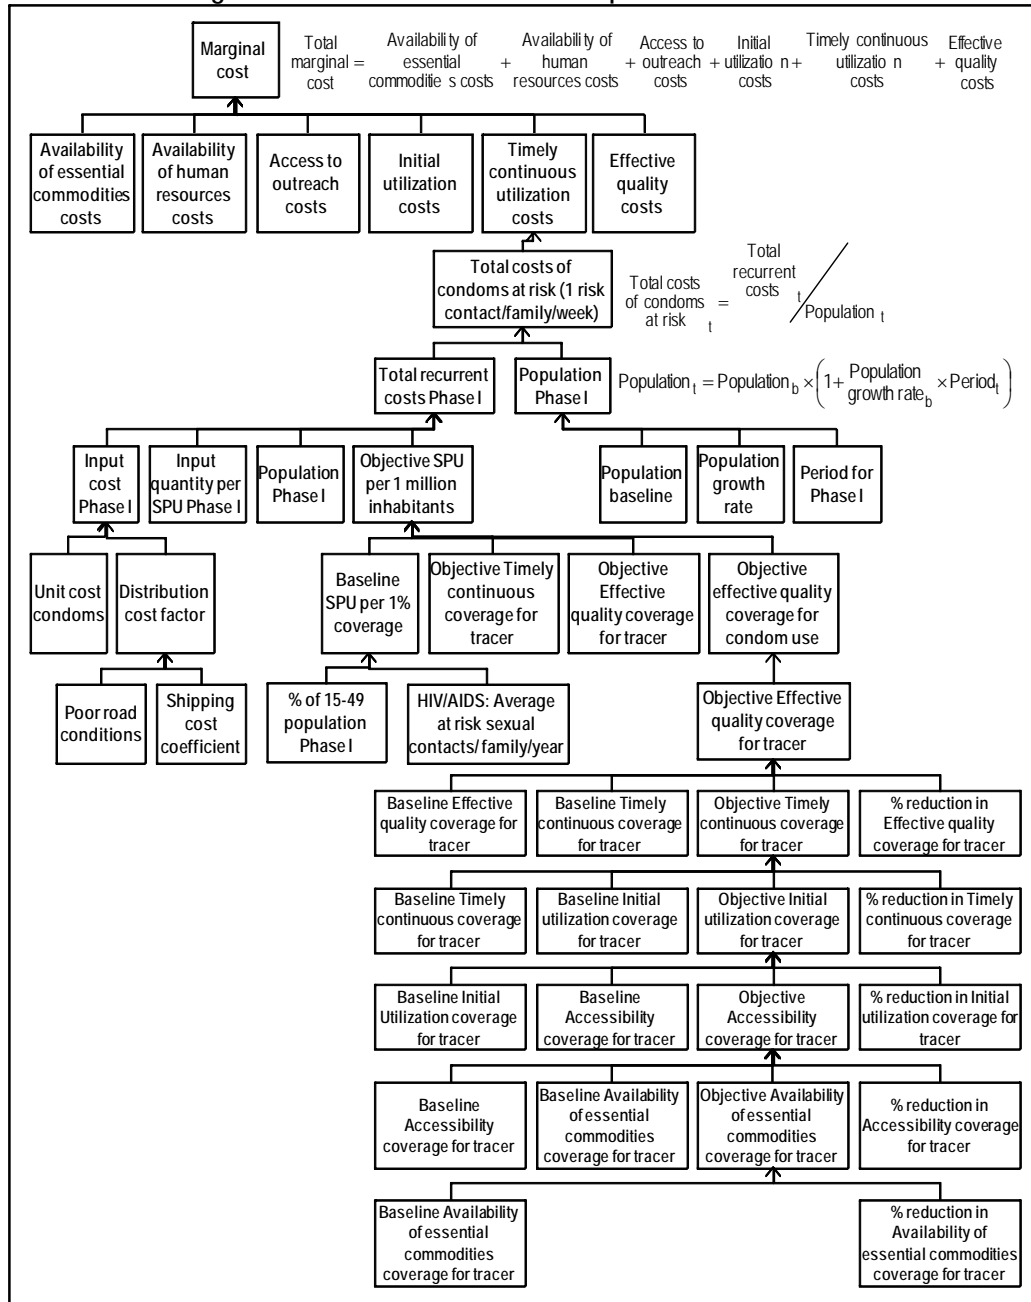 Marginal
cost
Total
marginal =
cost
Availability of
essential
commoditie s costs
+
Availability of
human
resources costs
+
Access to
outreach
costs
+
Initial
utilizatio n
costs
+
Timely continuous
utilizatio n
costs
+
Effective
quality
costs
Availability
of essential
commodities
costs
Availability
of human
resources
costs
Access to
outreach
costs
Initial
utilization
costs
Timely
continuous
utilization
costs
Effective
quality
costs
Total costs of
condoms at risk (1 risk
contact/family/week)
Total costs
of condoms
at risk t
=
Total
recurrent
costs t
/
Population t
Total recurrent
costs Phase I
Population
Phase I
Population t = Population b × ( 1+ Population growth rate b × Period t )
Input
cost
Phase I
Input
quantity per
SPU Phase I
Population
Phase I
Objective SPU
per 1 million
inhabitants
Population
baseline
Population
growth
rate
Period for
Phase I
Unit cost
condoms
Distribution
cost factor
Baseline
SPU per 1%
coverage
Objective Timely
continuous
coverage for
tracer
Objective
Effective
quality coverage
for tracer
Objective
effective quality
coverage for
condom use
Poor road
conditions
Shipping
cost
coefficient
% of 15-49
population
Phase I
HIV/AIDS: Average
at risk sexual
contacts/ family/year
Objective Effective
quality coverage
for tracer
Baseline Effective
quality coverage for
tracer
Baseline Timely
continuous coverage
for tracer
Objective Timely
continuous coverage
for tracer
% reduction in
Effective quality
coverage for tracer
Baseline Timely
continuous coverage
for tracer
Baseline Initial
utilization coverage
for tracer
Objective Initial
utilization coverage
for tracer
% reduction in Timely
continuous coverage
for tracer
Baseline Initial
Utilization coverage
for tracer
Baseline
Accessibility
coverage for tracer
Objective
Accessibility
coverage for tracer
% reduction in Initial
utilization coverage for
tracer
Baseline
Accessibility
coverage for tracer
Baseline Availability
of essential
commodities
coverage for tracer
Objective Availability
of essential
commodities
coverage for tracer
% reduction in
Accessibility coverage
for tracer
Baseline Availability
of essential
commodities
coverage for tracer
% reduction in
Availability of
essential commodities
coverage for tracer